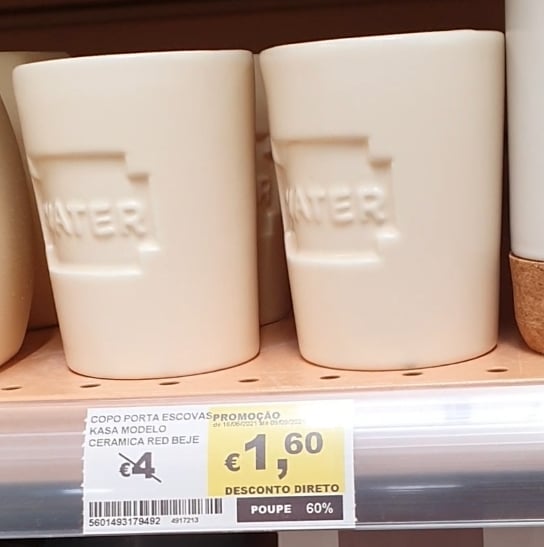 WATER
WATER
COPO PORTA ESCOVAS
KASA MODELO
CERAMICA RED BEJE
€4
PROMOÇÃO
€1,60
DESCONTO DIRETO
POUPE 60%
5601493179492 4917213